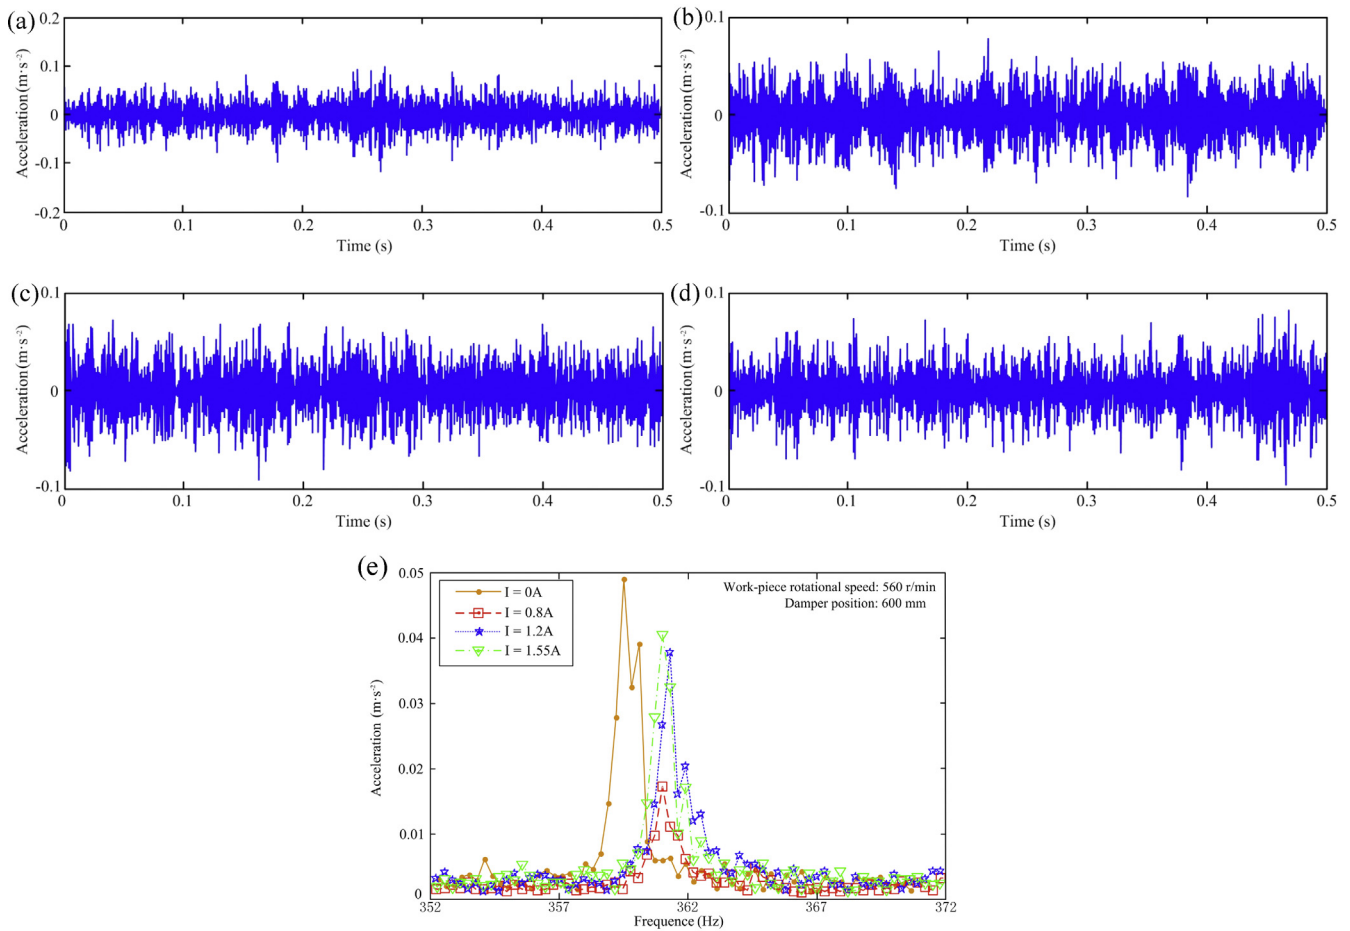 (a)
0.2
0.1
0
-0.1
-0.2
Acceleration (m·s⁻²)
0 0.1 0.2 0.3 0.4 0.5
Time (s)
(b)
0.1
0
-0.1
Acceleration (m·s⁻²)
0 0.1 0.2 0.3 0.4 0.5
Time (s)
(c)
0.1
0
-0.1
Acceleration (m·s⁻²)
0 0.1 0.2 0.3 0.4 0.5
Time (s)
(d)
0.1
0
-0.1
Acceleration (m·s⁻²)
0 0.1 0.2 0.3 0.4 0.5
Time (s)
(e)
0.05
0.04
0.03
0.02
0.01
0
Acceleration (m·s⁻²)
I = 0A
I = 0.8A
I = 1.2A
I = 1.55A
Work-piece rotational speed: 560 r/min
Damper position: 600 mm
352 357 362 367 372
Frequence (Hz)